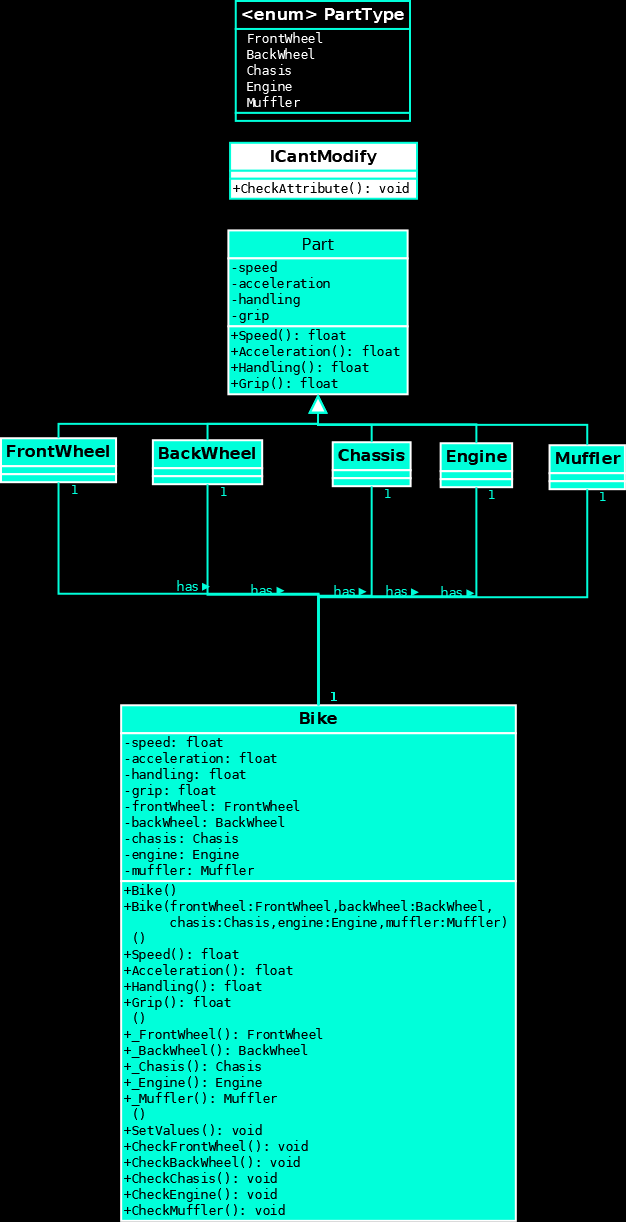 <enum> PartType
FrontWheel
BackWheel
Chasis
Engine
Muffler
ICantModify
+CheckAttribute(): void
Part
-speed
-acceleration
-handling
-grip
+Speed(): float
+Acceleration(): float
+Handling(): float
+Grip(): float
FrontWheel
BackWheel
Chassis
Engine
Muffler
1
1
1
1
1
has
has
has
has
has
1
Bike
-speed: float
-acceleration: float
-handling: float
-grip: float
-frontWheel: FrontWheel
-backWheel: BackWheel
-chasis: Chasis
-engine: Engine
-muffler: Muffler
+Bike()
+Bike(frontWheel:FrontWheel,backWheel:BackWheel,
chasis:Chasis,engine:Engine,muffler:Muffler)
()
+Speed(): float
+Acceleration(): float
+Handling(): float
+Grip(): float
()
+_FrontWheel(): FrontWheel
+_BackWheel(): BackWheel
+_Chasis(): Chasis
+_Engine(): Engine
+_Muffler(): Muffler
()
+SetValues(): void
+CheckFrontWheel(): void
+CheckBackWheel(): void
+CheckChasis(): void
+CheckEngine(): void
+CheckMuffler(): void